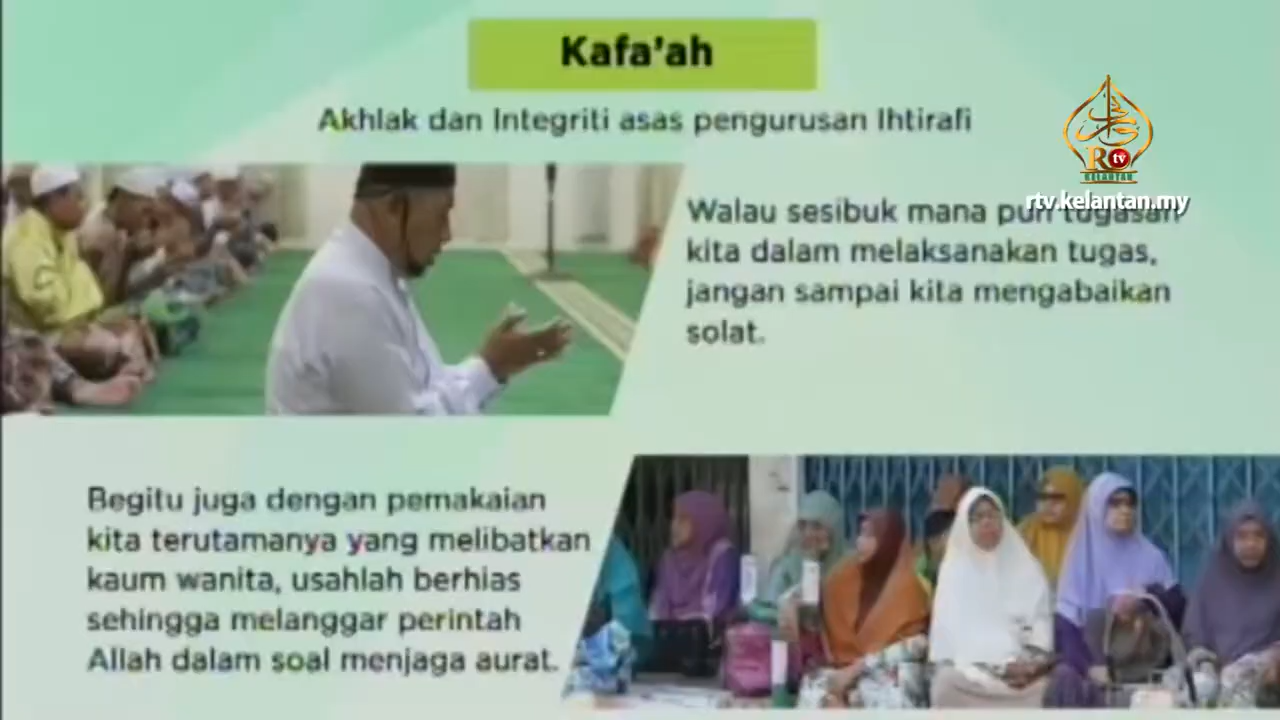 Kafa'ah
Akhlak dan Integriti asas pengurusan Ihtirafi
R tv
KELANTAN
rtv.kelantan.my
Walau sesibuk mana pun tugasan
kita dalam melaksanakan tugas,
jangan sampai kita mengabaikan
solat.
Begitu juga dengan pemakaian
kita terutamanya yang melibatkan
kaum wanita, usahlah berhias
sehingga melanggar perintah
Allah dalam soal menjaga aurat.